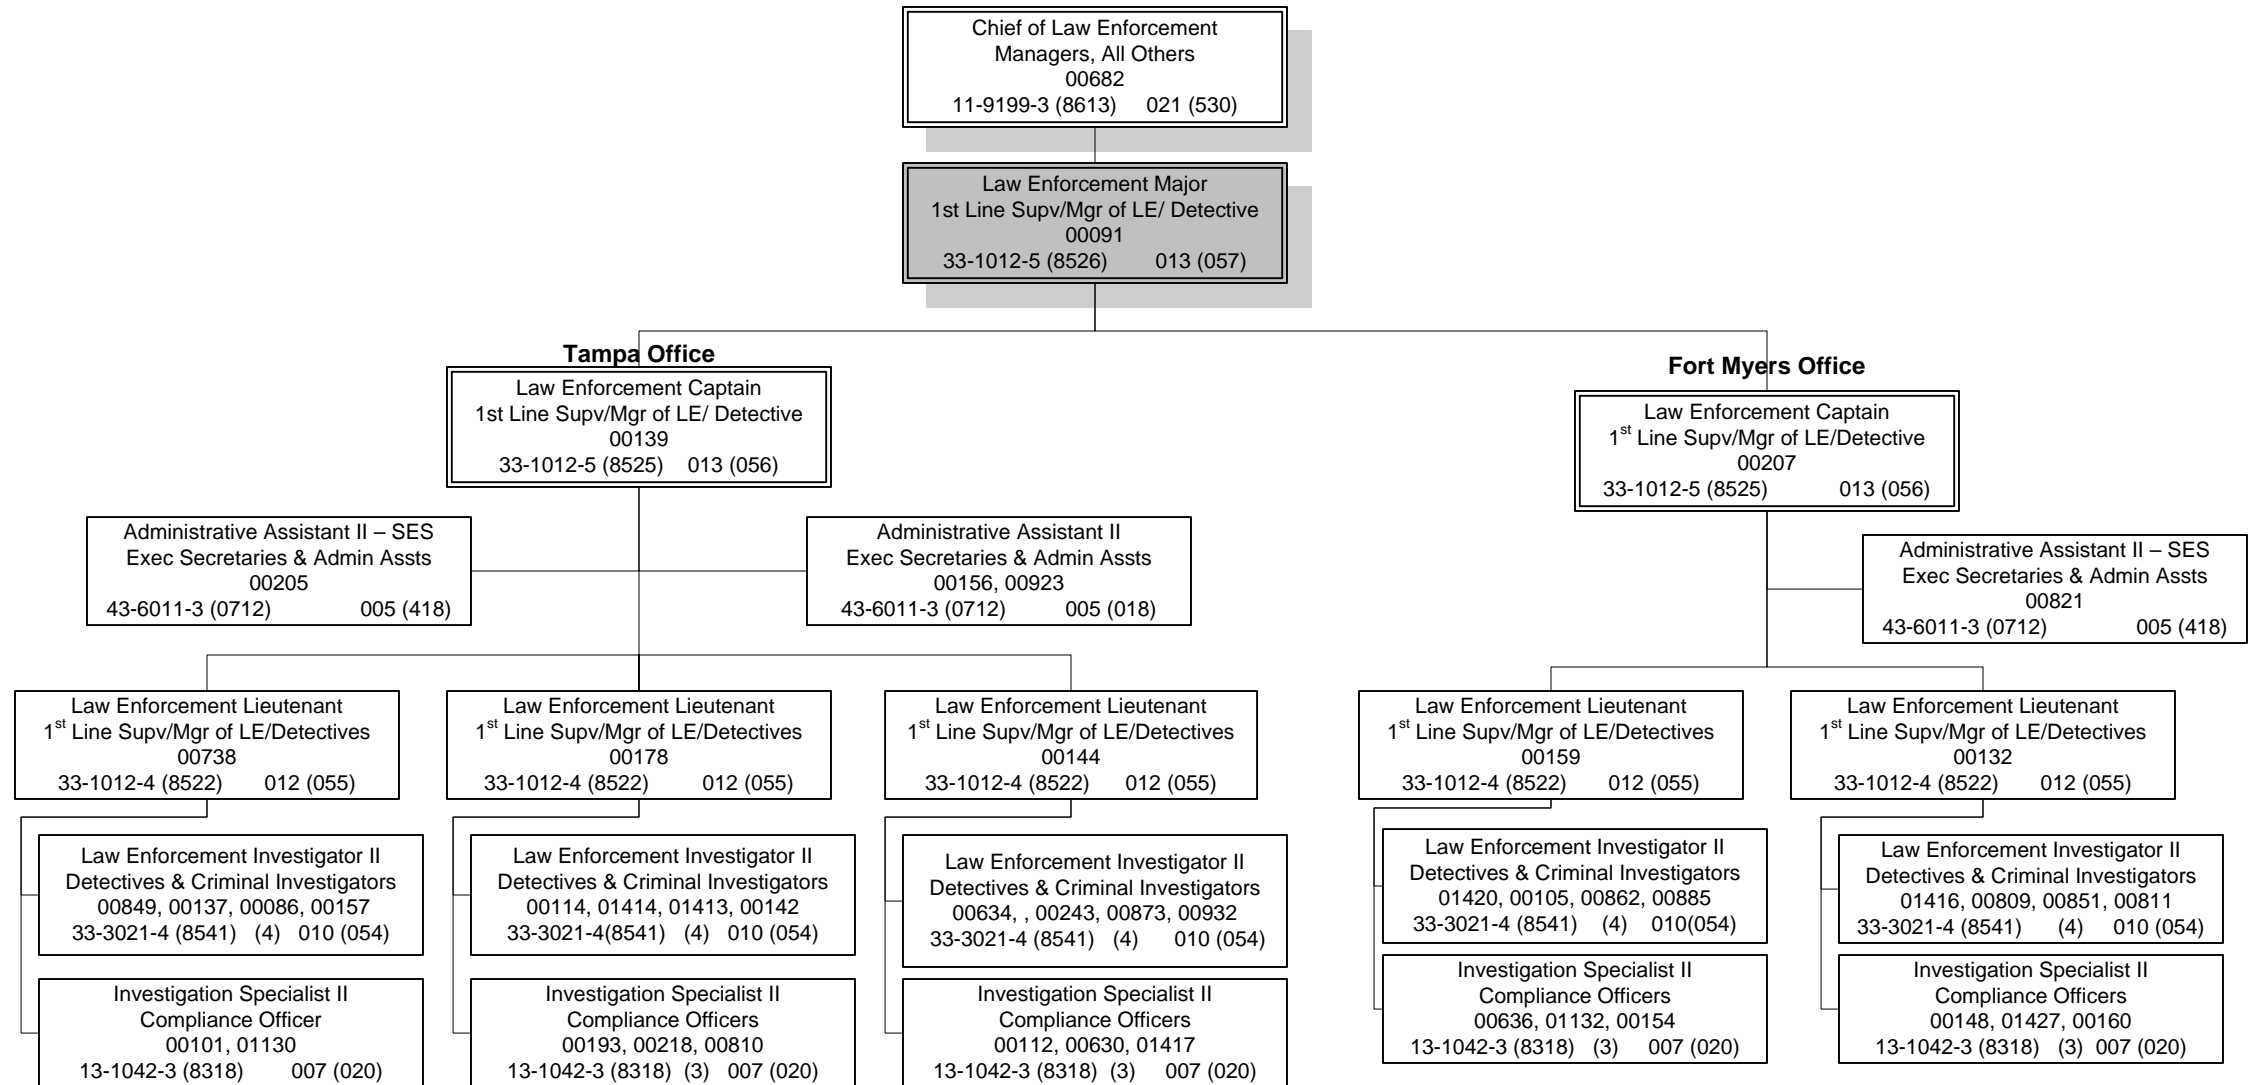 Chief of Law Enforcement
Managers, All Others
00682
11-9199-3 (8613) 021 (530)
Law Enforcement Major
1st Line Supv/Mgr of LE/ Detective
00091
33-1012-5 (8526) 013 (057)
Tampa Office
Law Enforcement Captain
1st Line Supv/Mgr of LE/ Detective
00139
33-1012-5 (8525) 013 (056)
Fort Myers Office
Law Enforcement Captain
1st Line Supv/Mgr of LE/Detective
00207
33-1012-5 (8525) 013 (056)
Administrative Assistant II – SES
Exec Secretaries & Admin Assts
00205
43-6011-3 (0712) 005 (418)
Administrative Assistant II
Exec Secretaries & Admin Assts
00156, 00923
43-6011-3 (0712) 005 (018)
Administrative Assistant II – SES
Exec Secretaries & Admin Assts
00821
43-6011-3 (0712) 005 (418)
Law Enforcement Lieutenant
1st Line Supv/Mgr of LE/Detectives
00738
33-1012-4 (8522) 012 (055)
Law Enforcement Lieutenant
1st Line Supv/Mgr of LE/Detectives
00178
33-1012-4 (8522) 012 (055)
Law Enforcement Lieutenant
1st Line Supv/Mgr of LE/Detectives
00144
33-1012-4 (8522) 012 (055)
Law Enforcement Lieutenant
1st Line Supv/Mgr of LE/Detectives
00159
33-1012-4 (8522) 012 (055)
Law Enforcement Lieutenant
1st Line Supv/Mgr of LE/Detectives
00132
33-1012-4 (8522) 012 (055)
Law Enforcement Investigator II
Detectives & Criminal Investigators
00849, 00137, 00086, 00157
33-3021-4 (8541) (4) 010 (054)
Law Enforcement Investigator II
Detectives & Criminal Investigators
00114, 01414, 01413, 00142
33-3021-4(8541) (4) 010 (054)
Law Enforcement Investigator II
Detectives & Criminal Investigators
00634, , 00243, 00873, 00932
33-3021-4 (8541) (4) 010 (054)
Law Enforcement Investigator II
Detectives & Criminal Investigators
01420, 00105, 00862, 00885
33-3021-4 (8541) (4) 010(054)
Law Enforcement Investigator II
Detectives & Criminal Investigators
01416, 00809, 00851, 00811
33-3021-4 (8541) (4) 010 (054)
Investigation Specialist II
Compliance Officer
00101, 01130
13-1042-3 (8318) 007 (020)
Investigation Specialist II
Compliance Officers
00193, 00218, 00810
13-1042-3 (8318) (3) 007 (020)
Investigation Specialist II
Compliance Officers
00112, 00630, 01417
13-1042-3 (8318) (3) 007 (020)
Investigation Specialist II
Compliance Officers
00636, 01132, 00154
13-1042-3 (8318) (3) 007 (020)
Investigation Specialist II
Compliance Officers
00148, 01427, 00160
13-1042-3 (8318) (3) 007 (020)